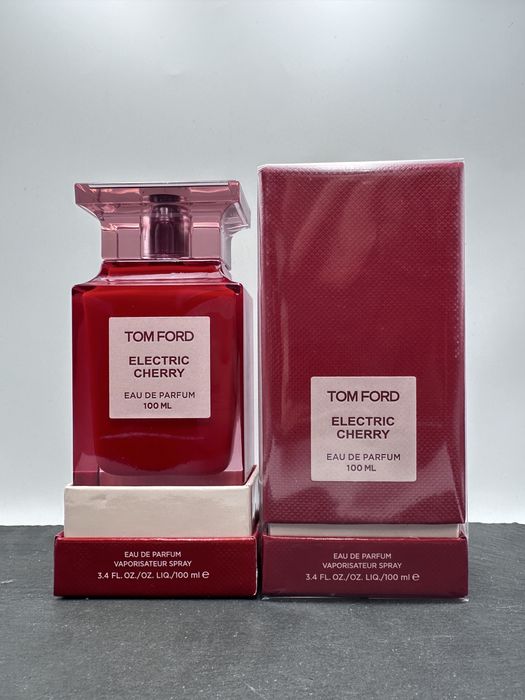 TOM FORD
ELECTRIC
CHERRY
EAU DE PARFUM
100 ML
EAU DE PARFUM
VAPORISATEUR SPRAY
3.4 FL. OZ./OZ. LIQ./100 ml ℮
TOM FORD
ELECTRIC
CHERRY
EAU DE PARFUM
100 ML
EAU DE PARFUM
VAPORISATEUR SPRAY
3.4 FL. OZ./OZ. LIQ./100 ml ℮